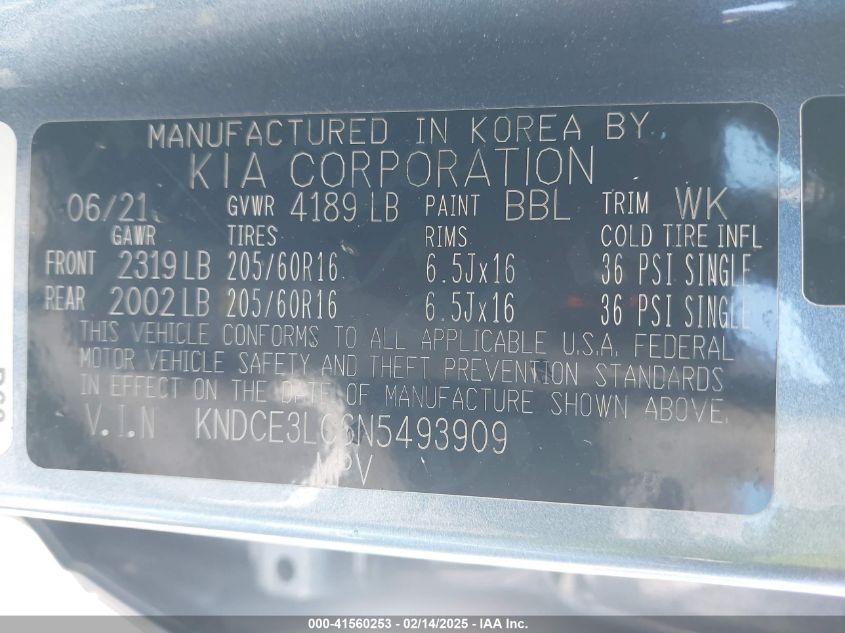 MANUFACTURED IN KOREA BY
KIA CORPORATION
06/21 GVWR 4189 LB PAINT BBL TRIM WK
GAWR TIRES RIMS COLD TIRE INFL
FRONT 2319 LB 205/60R16 6.5Jx16 36 PSI SINGLE
REAR 2002 LB 205/60R16 6.5Jx16 36 PSI SINGLE
THIS VEHICLE CONFORMS TO ALL APPLICABLE U.S.A. FEDERAL
MOTOR VEHICLE SAFETY AND THEFT PREVENTION STANDARDS
IN EFFECT ON THE DATE OF MANUFACTURE SHOWN ABOVE.
V.I.N KNDCE3LC6N5493909
MPV
000-41560253 - 02/14/2025 - IAA Inc.